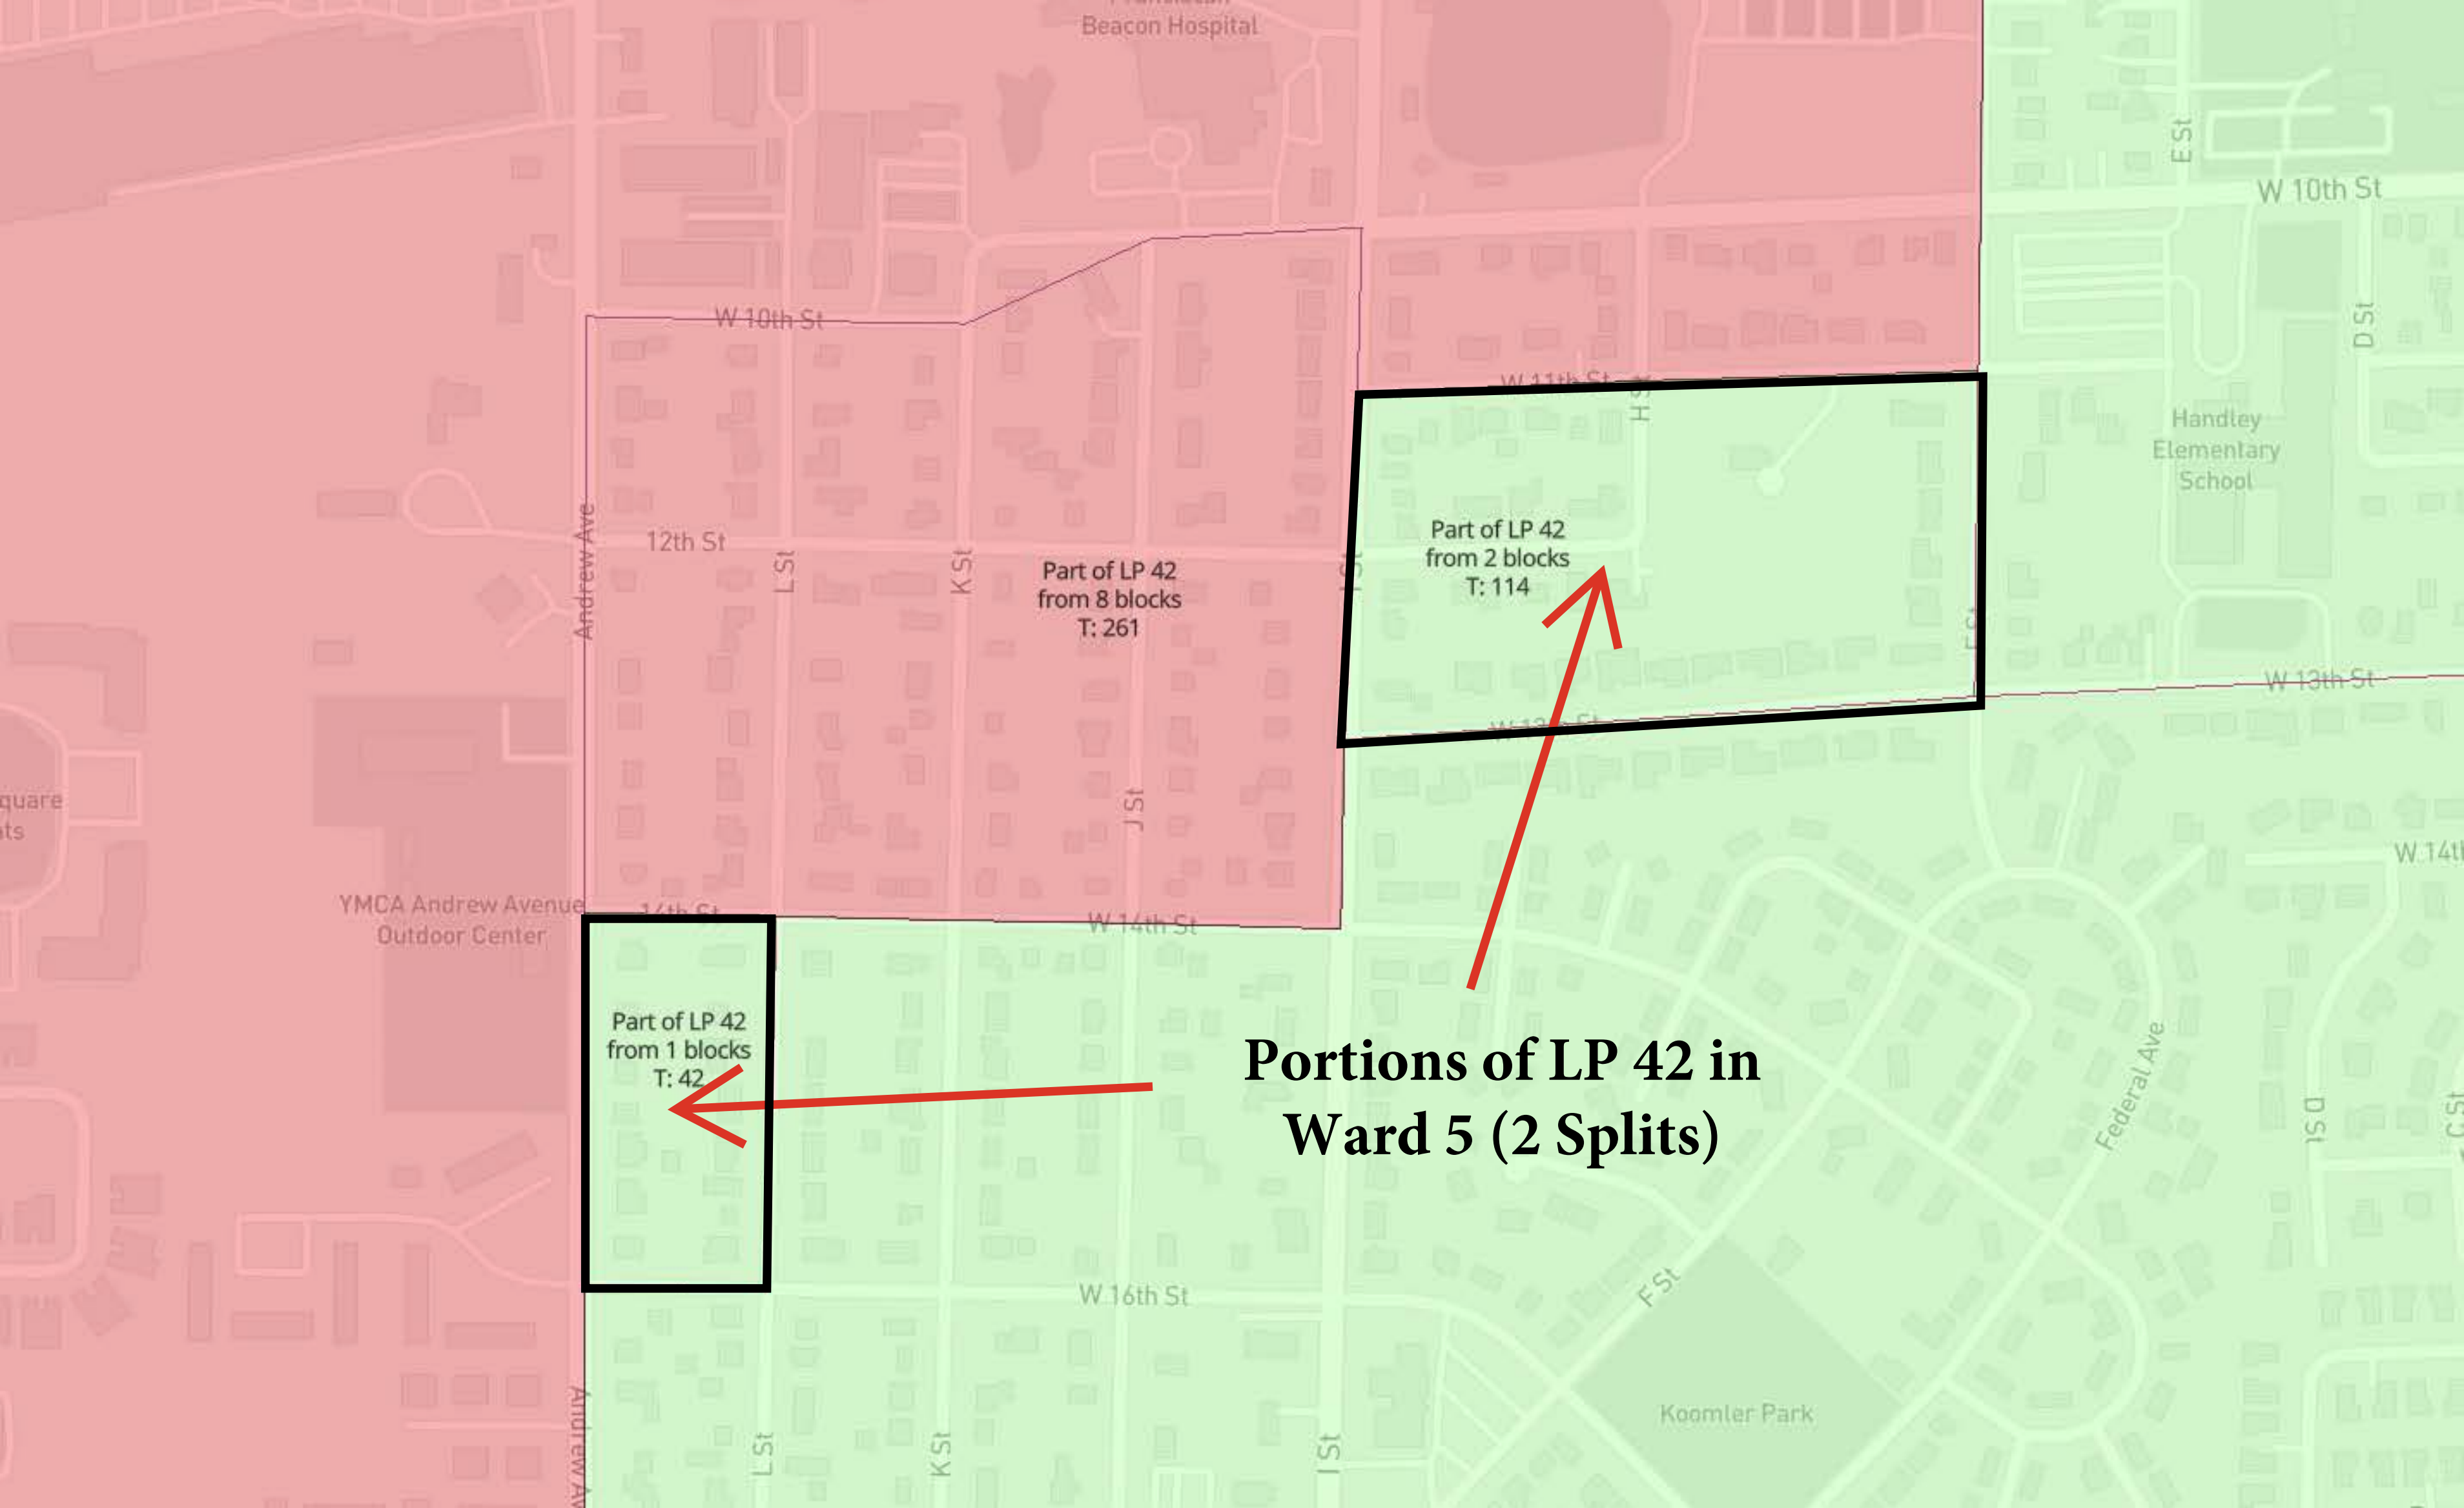 Beacon Hospital
E St
W 10th St
W 10th St
D St
W 11th St
H St
Handley
Elementary
School
Andrew Ave
12th St
L St
K St
Part of LP 42
from 8 blocks
T: 261
Part of LP 42
from 2 blocks
T: 114
W 13th St
W 13th St
J St
YMCA Andrew Avenue
Outdoor Center
14th St
W 14th St
Part of LP 42
from 1 blocks
T: 42
Portions of LP 42 in
Ward 5 (2 Splits)
Federal Ave
D St
C St
W 16th St
F St
Koomler Park
L St
K St
I St